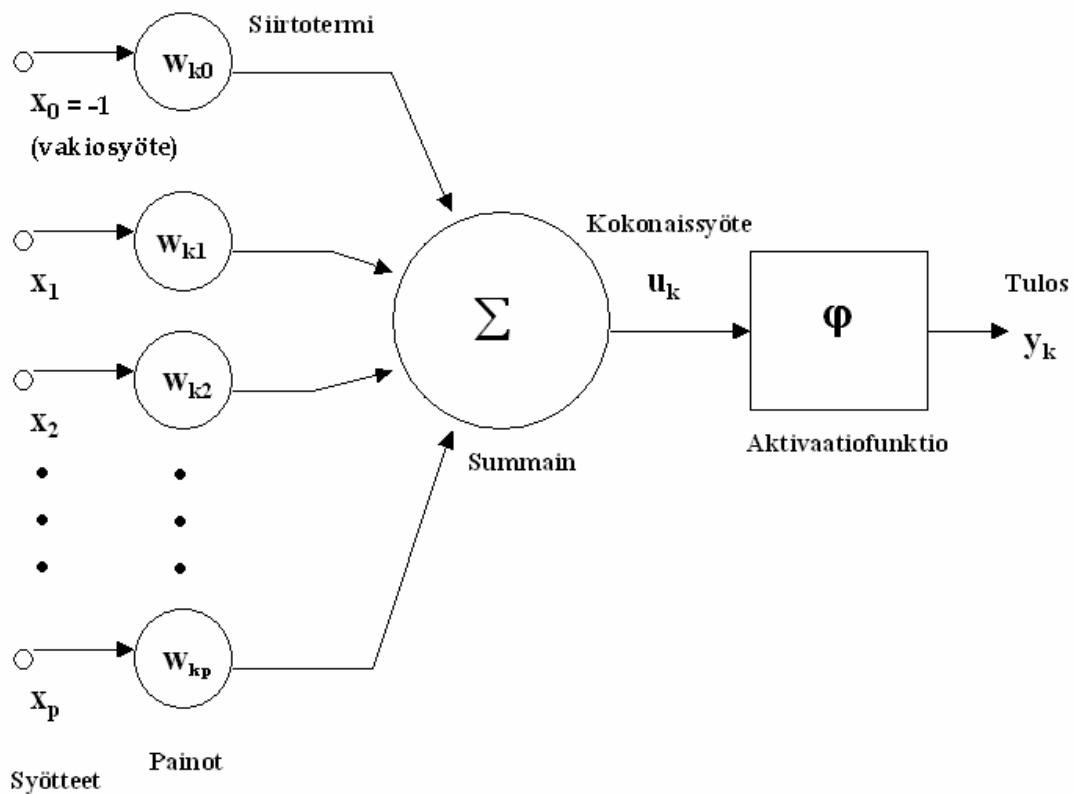 Siirtotermi
w_k0
x_0 = -1
(vakiosyöte)
w_k1
x_1
Kokonaissyöte
u_k
Σ
φ
Tulos
y_k
w_k2
x_2
Summain
Aktivaatiofunktio
w_kp
x_p
Painot
Syötteet